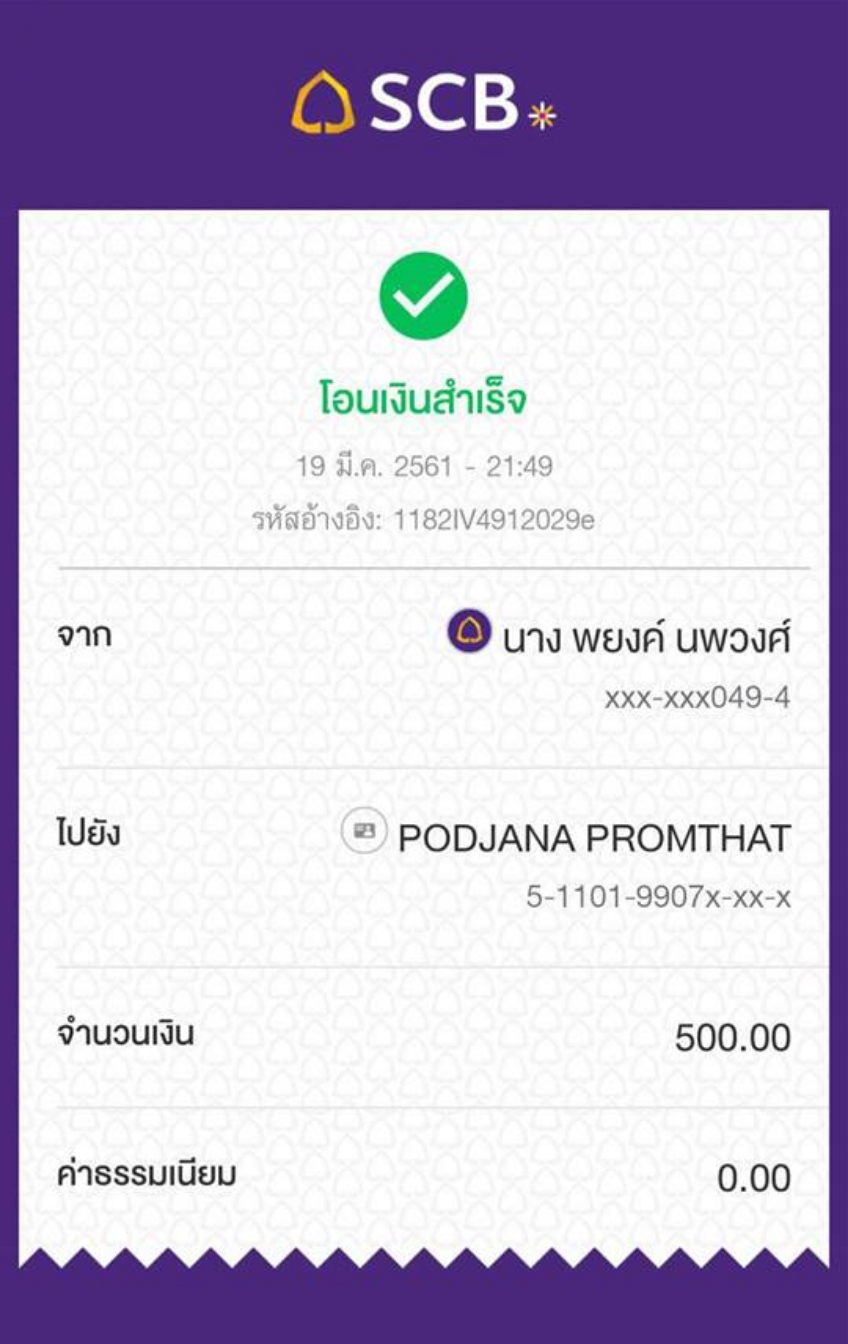 SCB
โอนเงินสำเร็จ
19 มี.ค. 2561 - 21:49
รหัสอ้างอิง: 1182IV4912029e
จาก นาง พยงค์ นพวงศ์
xxx-xxx049-4
ไปยัง PODJANA PROMTHAT
5-1101-9907x-xx-x
จำนวนเงิน 500.00
ค่าธรรมเนียม 0.00